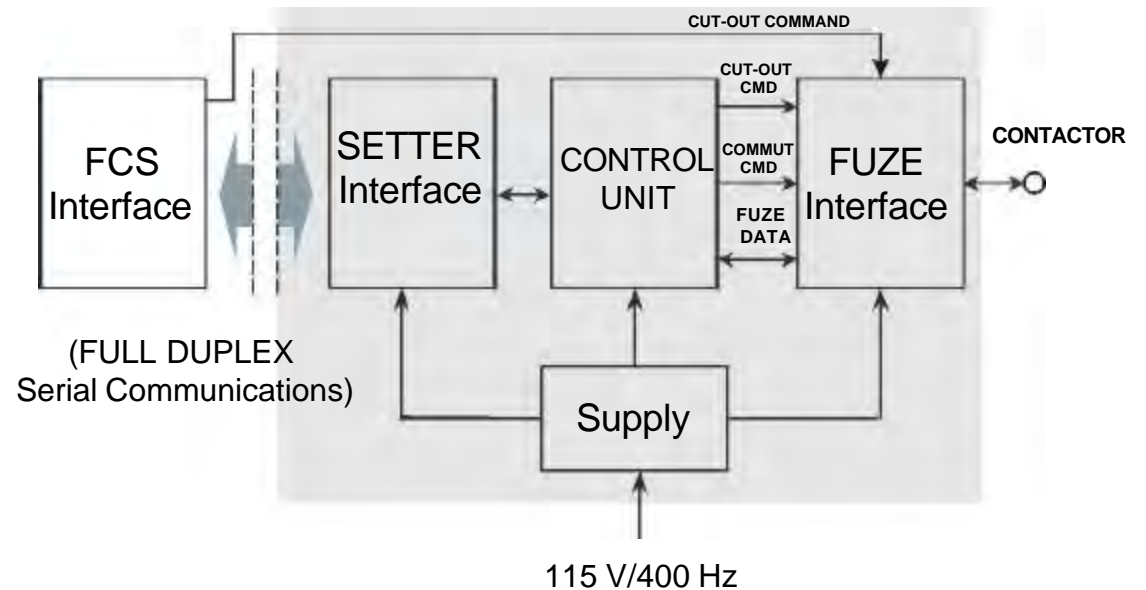 CUT-OUT COMMAND
FCS
Interface
SETTER
Interface
CONTROL
UNIT
CUT-OUT
CMD
COMMUT
CMD
FUZE
DATA
FUZE
Interface
CONTACTOR
(FULL DUPLEX
Serial Communications)
Supply
115 V/400 Hz